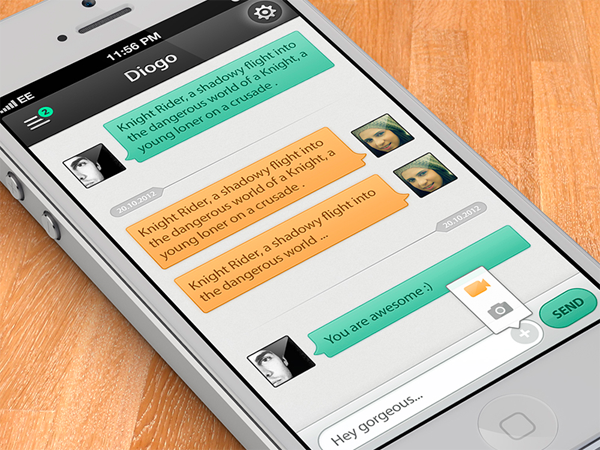 EE
11:56 PM
2
Diogo
Knight Rider, a shadowy flight into
the dangerous world of a Knight, a
young loner on a crusade .
20.10.2012
Knight Rider, a shadowy flight into
the dangerous world of a Knight, a
young loner on a crusade .
Knight Rider, a shadowy flight into
the dangerous world ...
20.10.2012
You are awesome :)
Hey gorgeous...
SEND